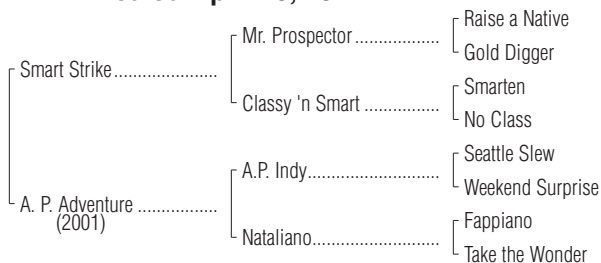 Raise a Native
Mr. Prospector
Gold Digger
Smart Strike
Smarten
Classy 'n Smart
No Class
Seattle Slew
A.P. Indy
Weekend Surprise
A. P. Adventure
(2001)
Fappiano
Nataliano
Take the Wonder